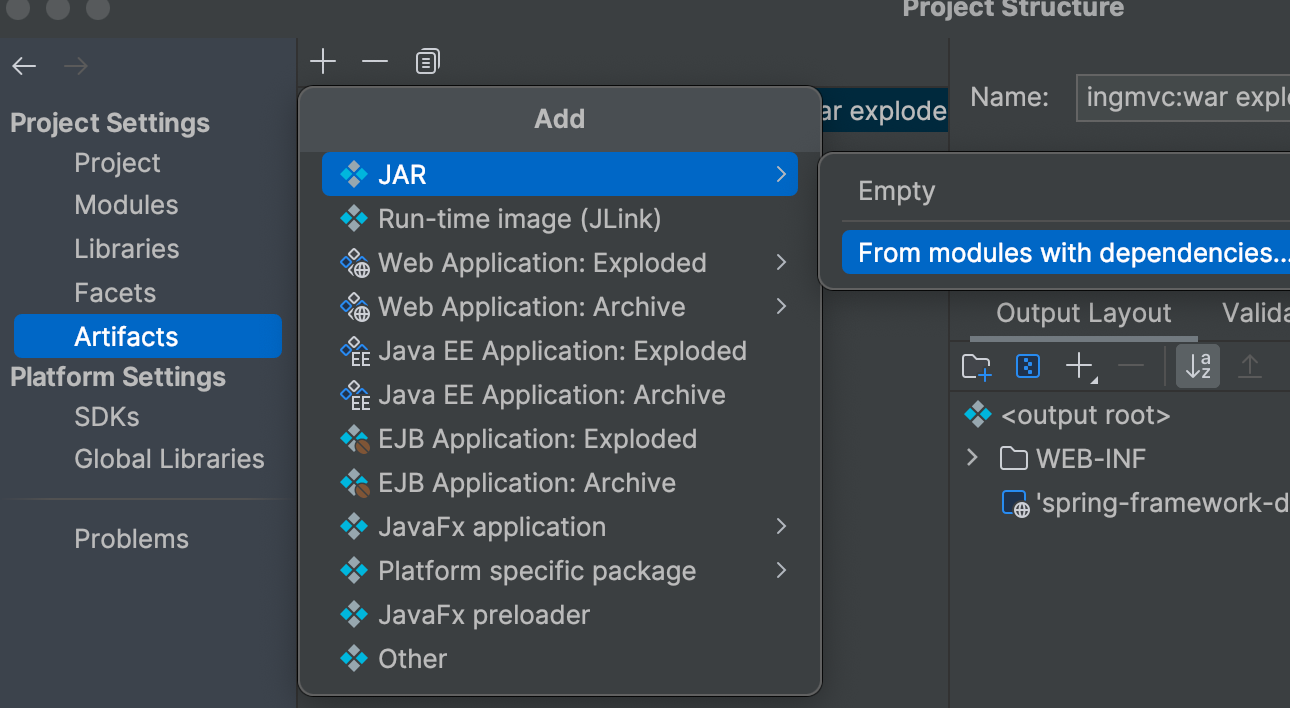 Project Structure
Project Settings
Project
Modules
Libraries
Facets
Artifacts
Platform Settings
SDKs
Global Libraries
Problems
Add
JAR
Run-time image (JLink)
Web Application: Exploded
Web Application: Archive
Java EE Application: Exploded
Java EE Application: Archive
EJB Application: Exploded
EJB Application: Archive
JavaFx application
Platform specific package
JavaFx preloader
Other
ar explode
Name: ingmvc:war explo
Empty
From modules with dependencies...
Output Layout Valida
<output root>
WEB-INF
'spring-framework-d